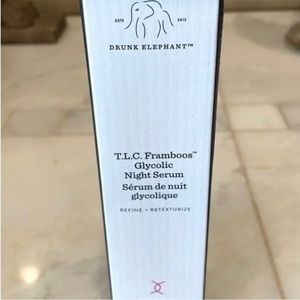 ESTD 2012
DRUNK ELEPHANT™
T.L.C. Framboos™
Glycolic
Night Serum
Sérum de nuit
glycolique
REFINE + RETEXTURIZE